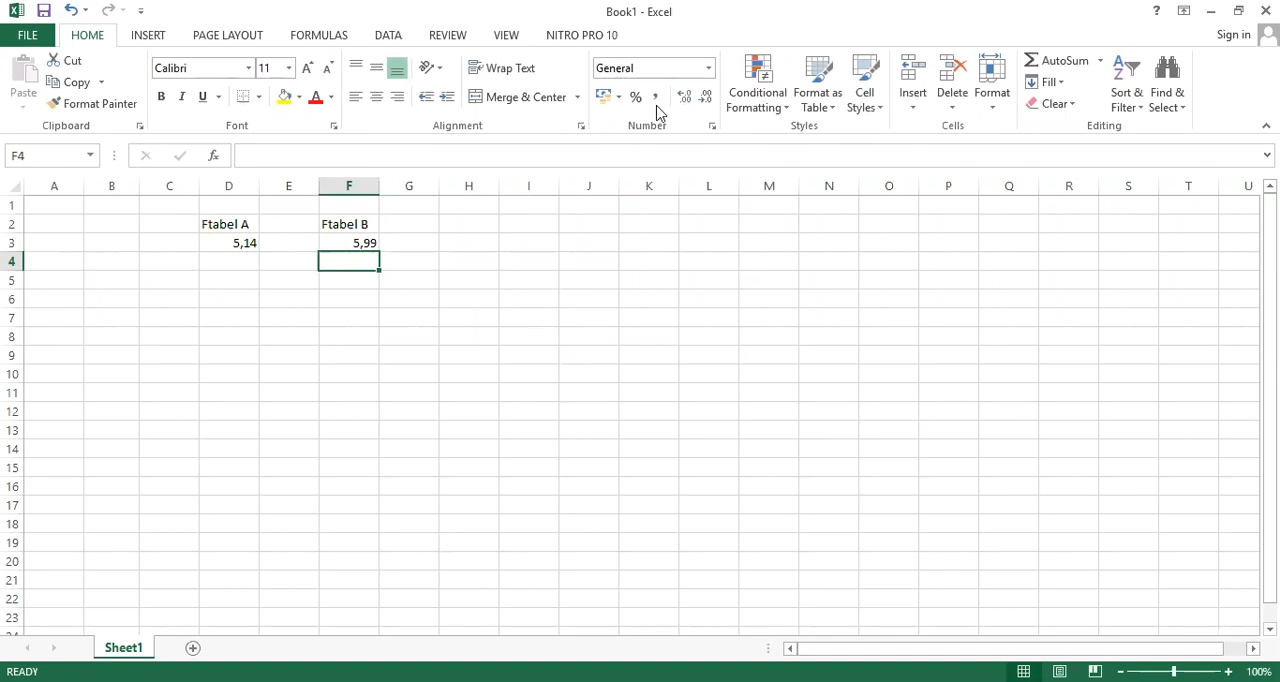 Book1 - Excel
?
FILE HOME INSERT PAGE LAYOUT FORMULAS DATA REVIEW VIEW NITRO PRO 10 Sign in
Paste
Cut
Copy
Format Painter
Clipboard
Calibri 11
B I U
Font
Wrap Text
Merge & Center
Alignment
General
%
Number
Conditional Formatting
Format as Table
Cell Styles
Styles
Insert Delete Format
Cells
AutoSum
Fill
Clear
Sort & Filter
Find & Select
Editing
F4 fx
A B C D E F G H I J K L M N O P Q R S T U
1
2 Ftabel A Ftabel B
3 5,14 5,99
4
5
6
7
8
9
10
11
12
13
14
15
16
17
18
19
20
21
22
23
24
Sheet1
READY 100%